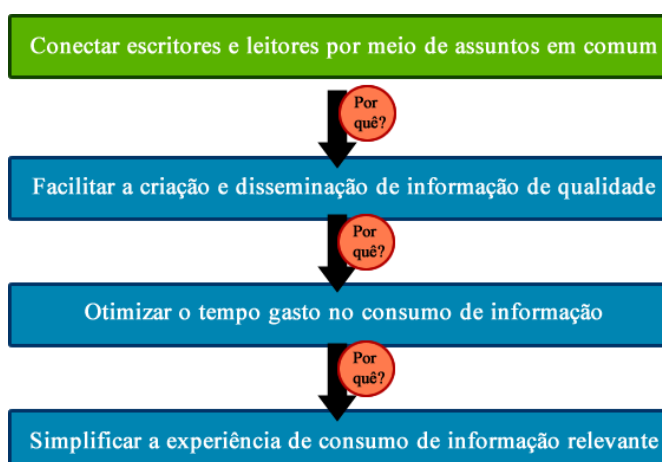 Conectar escritores e leitores por meio de assuntos em comum
Por
quê?
Facilitar a criação e disseminação de informação de qualidade
Por
quê?
Otimizar o tempo gasto no consumo de informação
Por
quê?
Simplificar a experiência de consumo de informação relevante